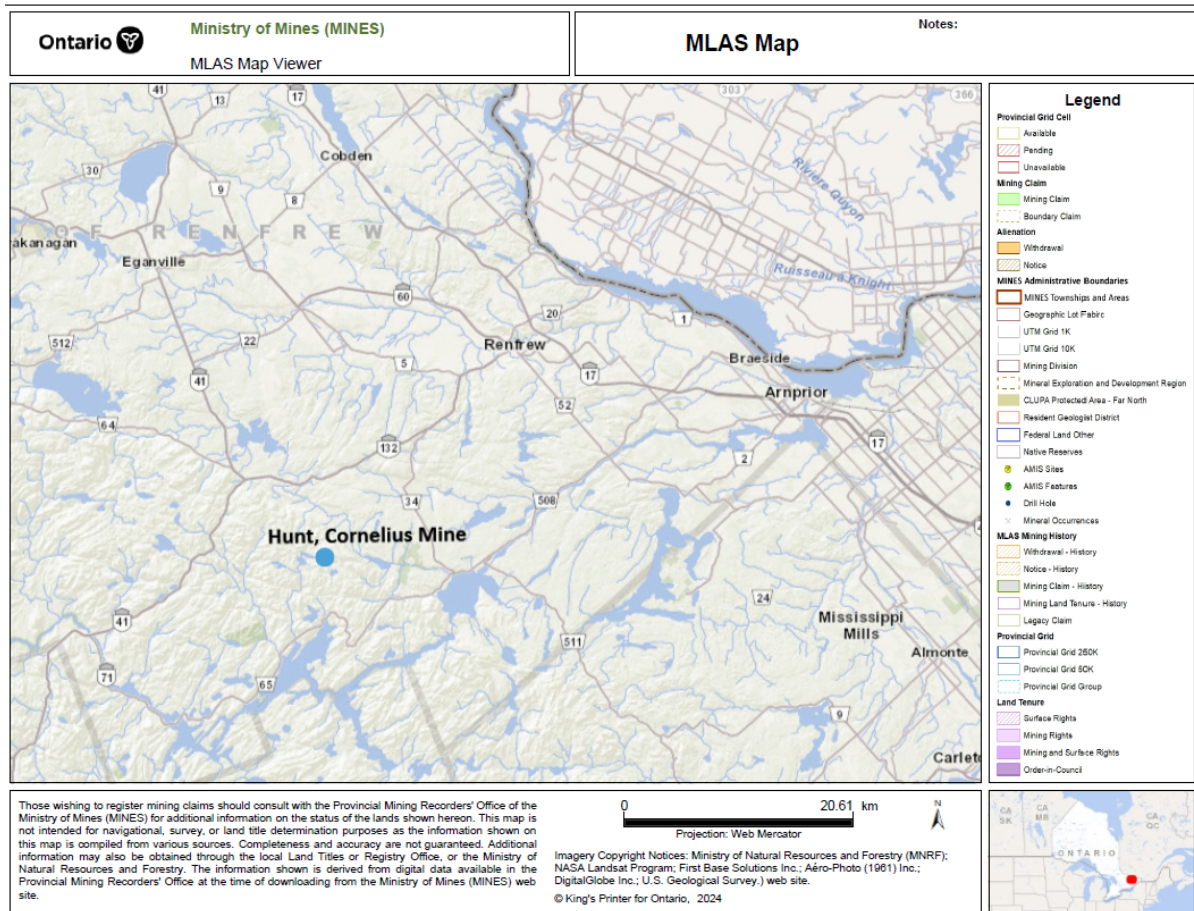 Ontario
Ministry of Mines (MINES)
MLAS Map Viewer
MLAS Map
Notes:
41
13
17
303
366
Cobden
30
9
8
Rivière Quyon
OF RENFREW
akanagan
Eganville
Ruisseau à Knight
60
20
1
512
22
Renfrew
5
Braeside
41
17
Arnprior
52
64
17
132
2
34
508
Hunt, Cornelius Mine
24
41
Mississippi
Mills
511
Almonte
71
65
9
Carlet
Legend
Provincial Grid Cell
Available
Pending
Unavailable
Mining Claim
Mining Claim
Boundary Claim
Alienation
Withdrawal
Notice
MINES Administrative Boundaries
MINES Townships and Areas
Geographic Lot Fabirc
UTM Grid 1K
UTM Grid 10K
Mining Division
Mineral Exploration and Development Region
CLUPA Protected Area - Far North
Resident Geologist District
Federal Land Other
Native Reserves
AMIS Sites
AMIS Features
Drill Hole
Mineral Occurrences
MLAS Mining History
Withdrawal - History
Notice - History
Mining Claim - History
Mining Land Tenure - History
Legacy Claim
Provincial Grid
Provincial Grid 250K
Provincial Grid 50K
Provincial Grid Group
Land Tenure
Surface Rights
Mining Rights
Mining and Surface Rights
Order-in-Council
Those wishing to register mining claims should consult with the Provincial Mining Recorders' Office of the
Ministry of Mines (MINES) for additional information on the status of the lands shown hereon. This map is
not intended for navigational, survey, or land title determination purposes as the information shown on
this map is compiled from various sources. Completeness and accuracy are not guaranteed. Additional
information may also be obtained through the local Land Titles or Registry Office, or the Ministry of
Natural Resources and Forestry. The information shown is derived from digital data available in the
Provincial Mining Recorders' Office at the time of downloading from the Ministry of Mines (MINES) web
site.
0
20.61 km
N
Projection: Web Mercator
Imagery Copyright Notices: Ministry of Natural Resources and Forestry (MNRF);
NASA Landsat Program; First Base Solutions Inc.; Aéro-Photo (1961) Inc.;
DigitalGlobe Inc.; U.S. Geological Survey.) web site.
© King's Printer for Ontario, 2024
CA
SK
CA
MB
CA
QC
ONTARIO